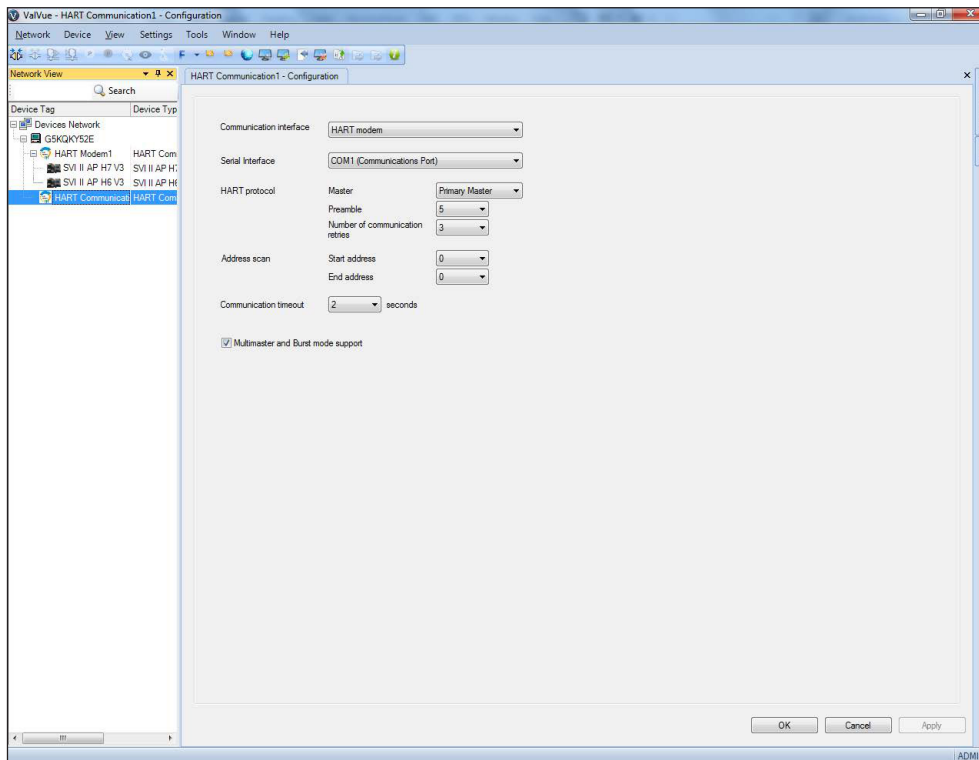 ValVue - HART Communication1 - Configuration
Network Device View Settings Tools Window Help
F
Network View
HART Communication1 - Configuration
Search
Device Tag Device Typ
Devices Network
G5KQKY52E
HART Modem1 HART Com
SVI II AP H7 V3 SVI II AP H7
SVI II AP H6 V3 SVI II AP H6
HART Communicati HART Com
Communication interface HART modem
Serial Interface COM1 (Communications Port)
HART protocol Master Primary Master
Preamble 5
Number of communication
retries 3
Address scan Start address 0
End address 0
Communication timeout 2 seconds
Multimaster and Burst mode support
OK Cancel Apply
ADMI